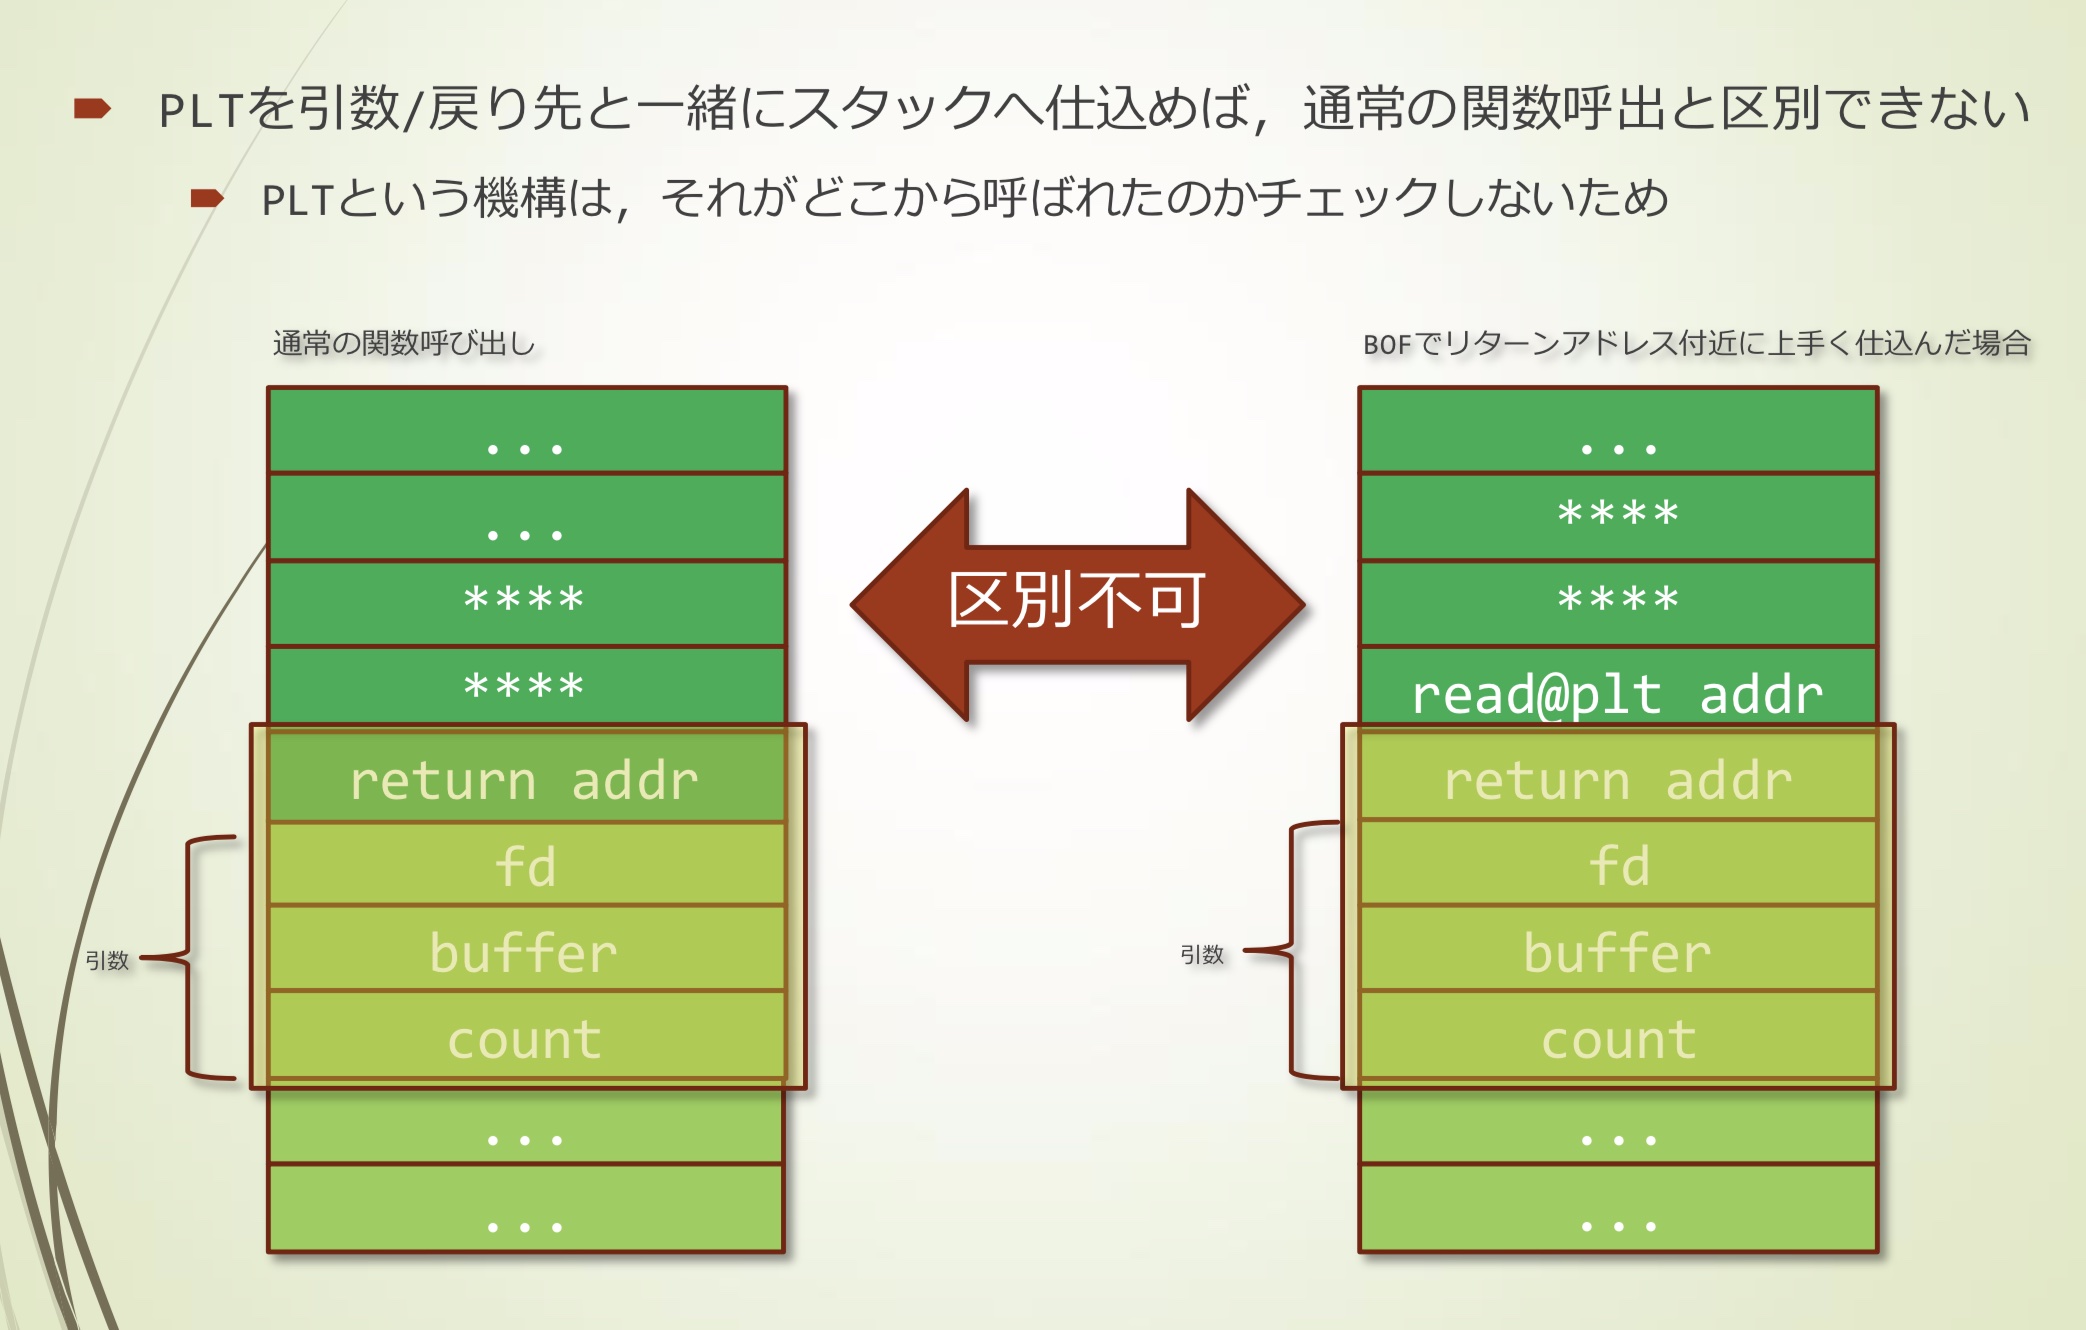 PLTを引数/戻り先と一緒にスタックへ仕込めば，通常の関数呼出と区別できない
PLTという機構は，それがどこから呼ばれたのかチェックしないため
通常の関数呼び出し
...
...
****
****
return addr
fd
buffer
count
...
...
引数
区別不可
BOFでリターンアドレス付近に上手く仕込んだ場合
...
****
****
read@plt addr
return addr
fd
buffer
count
...
...
引数